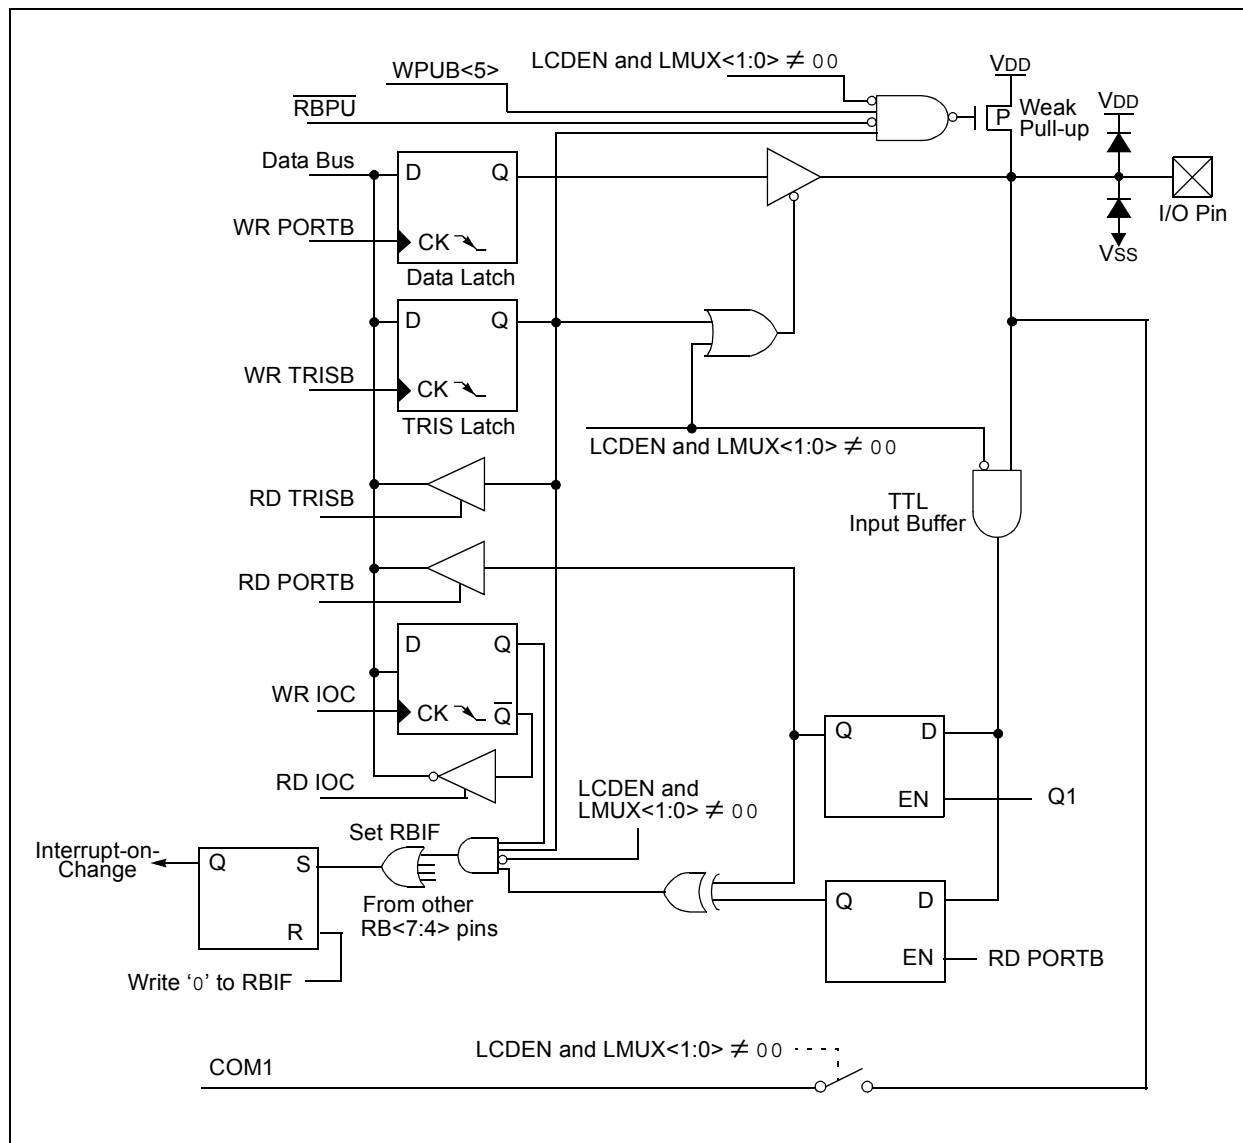 LCDEN and LMUX<1:0> ≠ 00
WPUB<5>
VDD
R̅B̅P̅U̅
P
Weak
Pull-up
VDD
Data Bus
D Q
I/O Pin
WR PORTB
CK
VSS
Data Latch
D Q
WR TRISB
CK
TRIS Latch
LCDEN and LMUX<1:0> ≠ 00
RD TRISB
TTL
Input Buffer
RD PORTB
D Q
WR IOC
CK Q̅
Q D
RD IOC
LCDEN and
LMUX<1:0> ≠ 00
EN Q1
Set RBIF
Interrupt-on-
Change
Q S
From other
RB<7:4> pins
Q D
R
EN RD PORTB
Write ‘0’ to RBIF
LCDEN and LMUX<1:0> ≠ 00
COM1